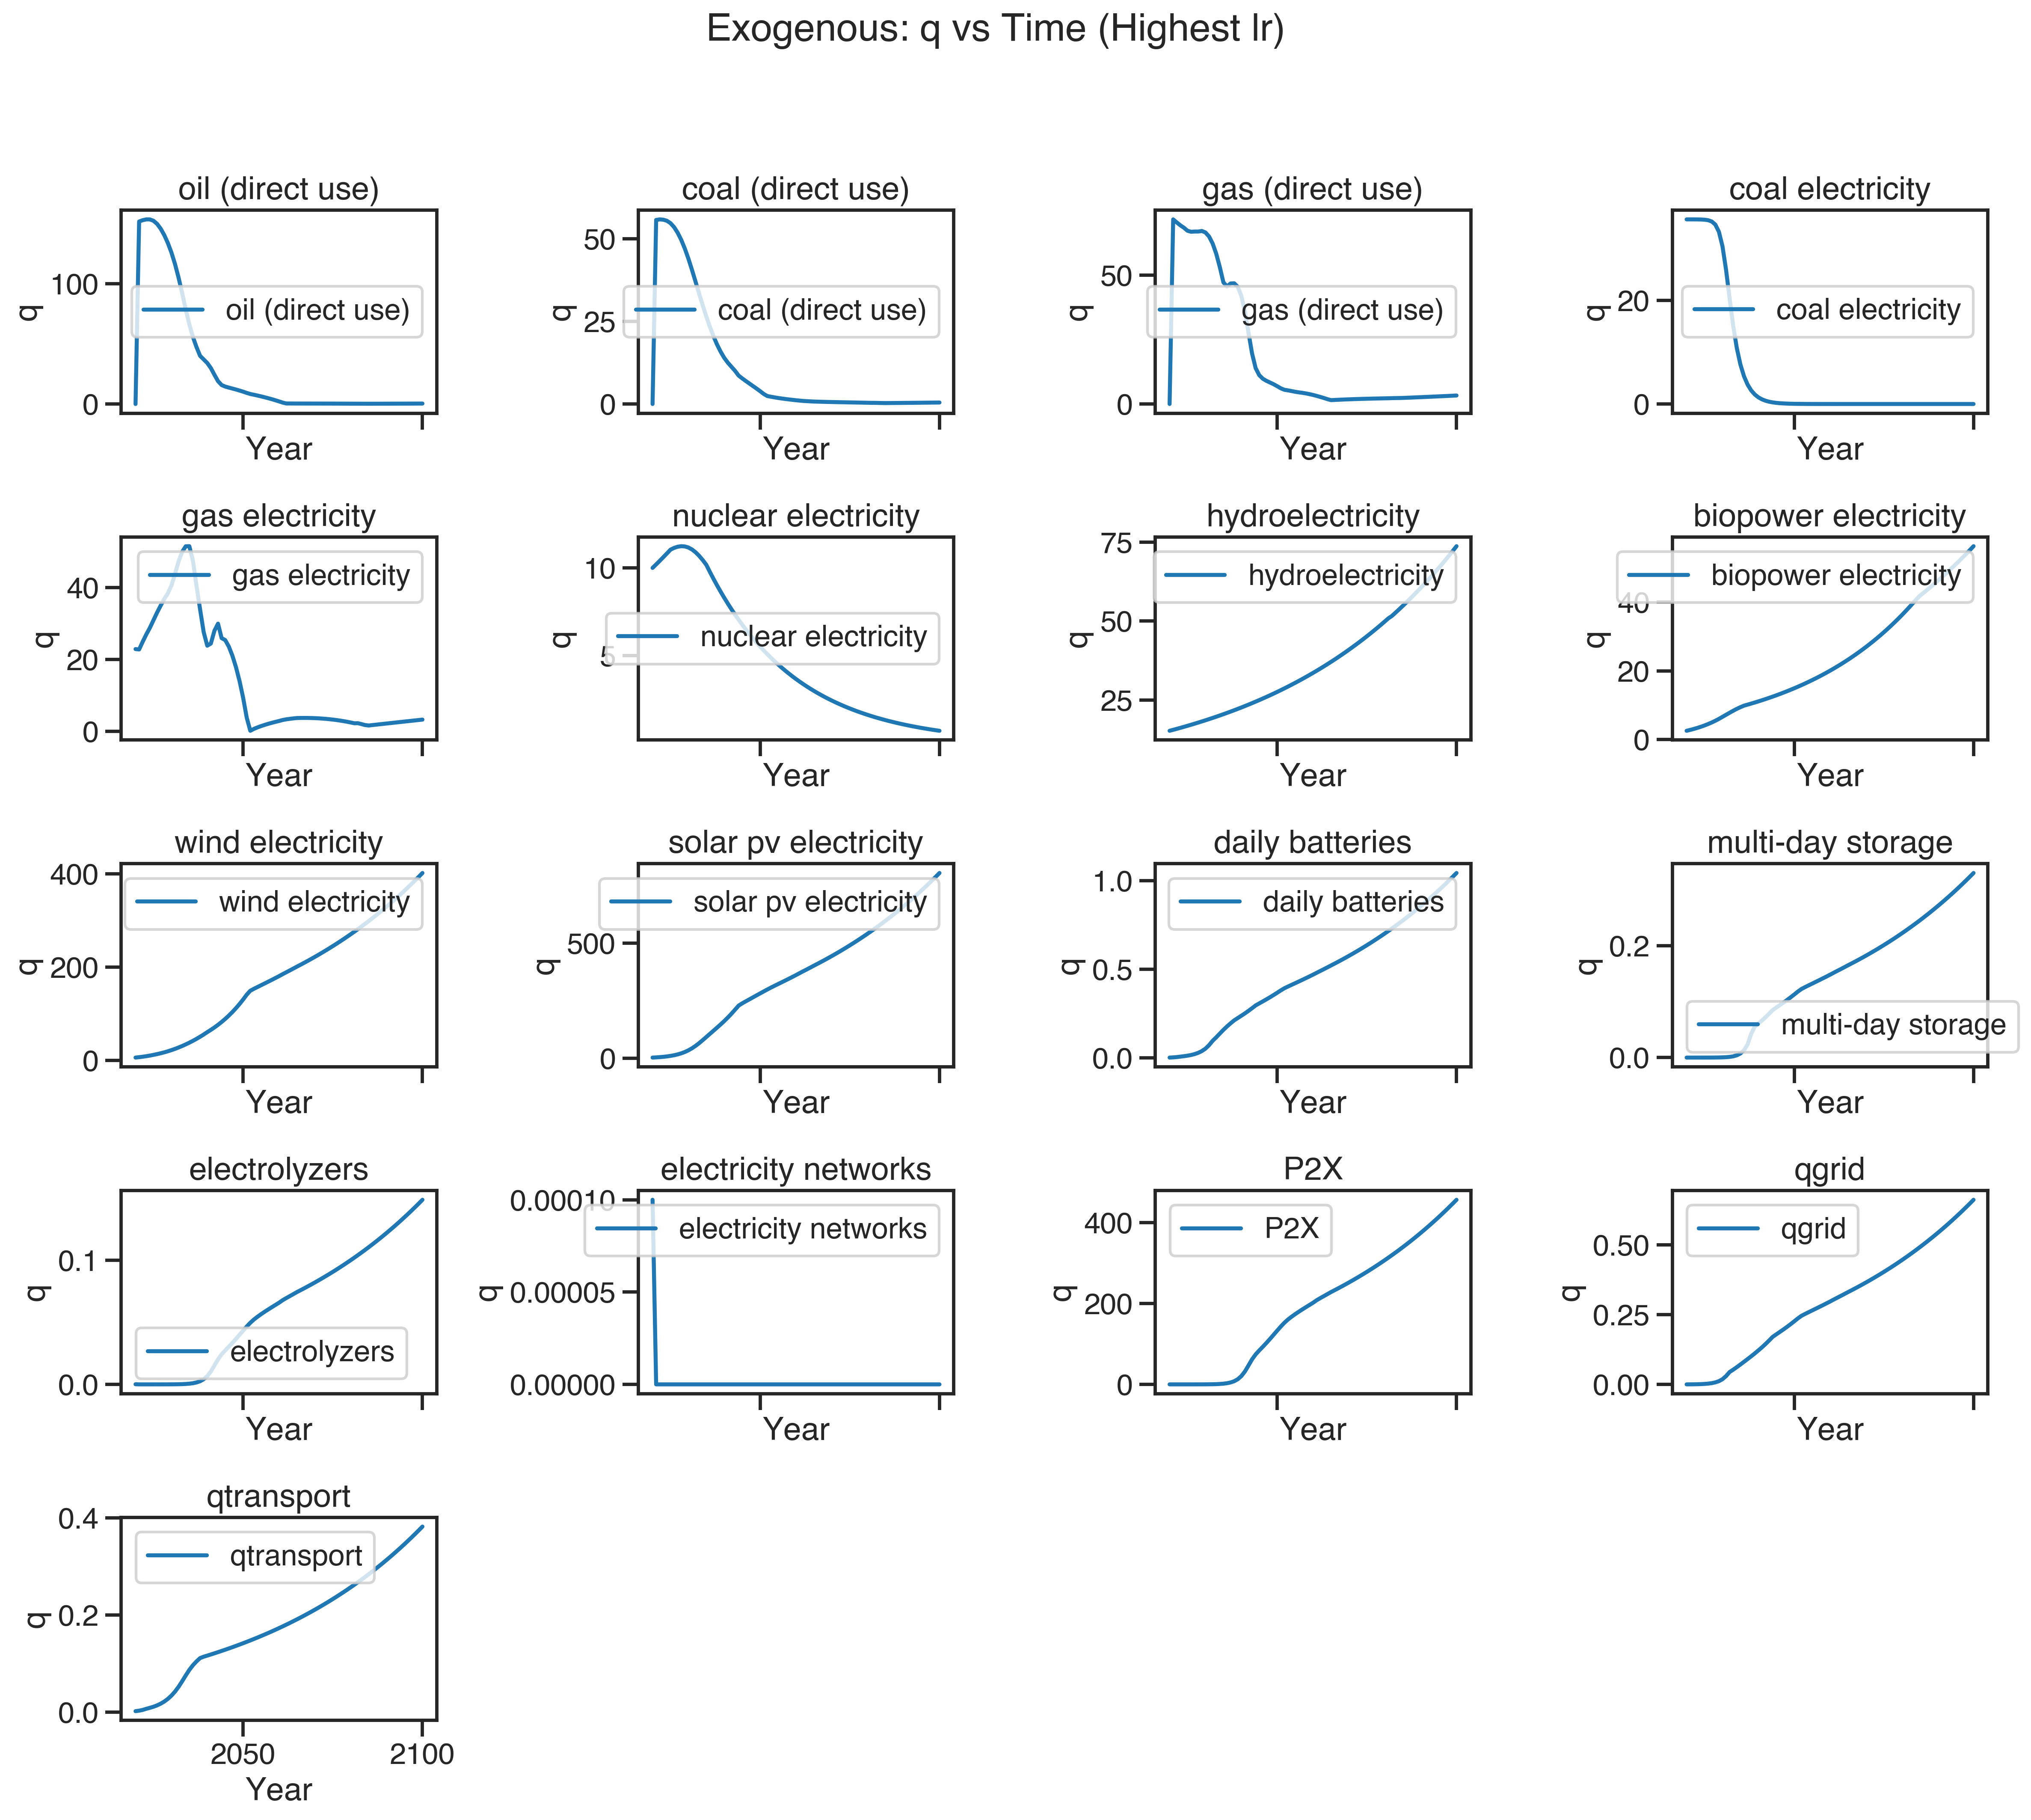 Exogenous: q vs Time (Highest lr)
oil (direct use)
100
0
q
oil (direct use)
Year
coal (direct use)
50
25
0
q
coal (direct use)
Year
gas (direct use)
50
0
q
gas (direct use)
Year
coal electricity
20
0
q
coal electricity
Year
gas electricity
40
20
0
q
gas electricity
Year
nuclear electricity
10
5
q
nuclear electricity
Year
hydroelectricity
75
50
25
q
hydroelectricity
Year
biopower electricity
40
20
0
q
biopower electricity
Year
wind electricity
400
200
0
q
wind electricity
Year
solar pv electricity
500
0
q
solar pv electricity
Year
daily batteries
1.0
0.5
0.0
q
daily batteries
Year
multi-day storage
0.2
0.0
q
multi-day storage
Year
electrolyzers
0.1
0.0
q
electrolyzers
Year
electricity networks
0.00010
0.00005
0.00000
q
electricity networks
Year
P2X
400
200
0
q
P2X
Year
qgrid
0.50
0.25
0.00
q
qgrid
Year
qtransport
0.4
0.2
0.0
q
qtransport
2050
2100
Year